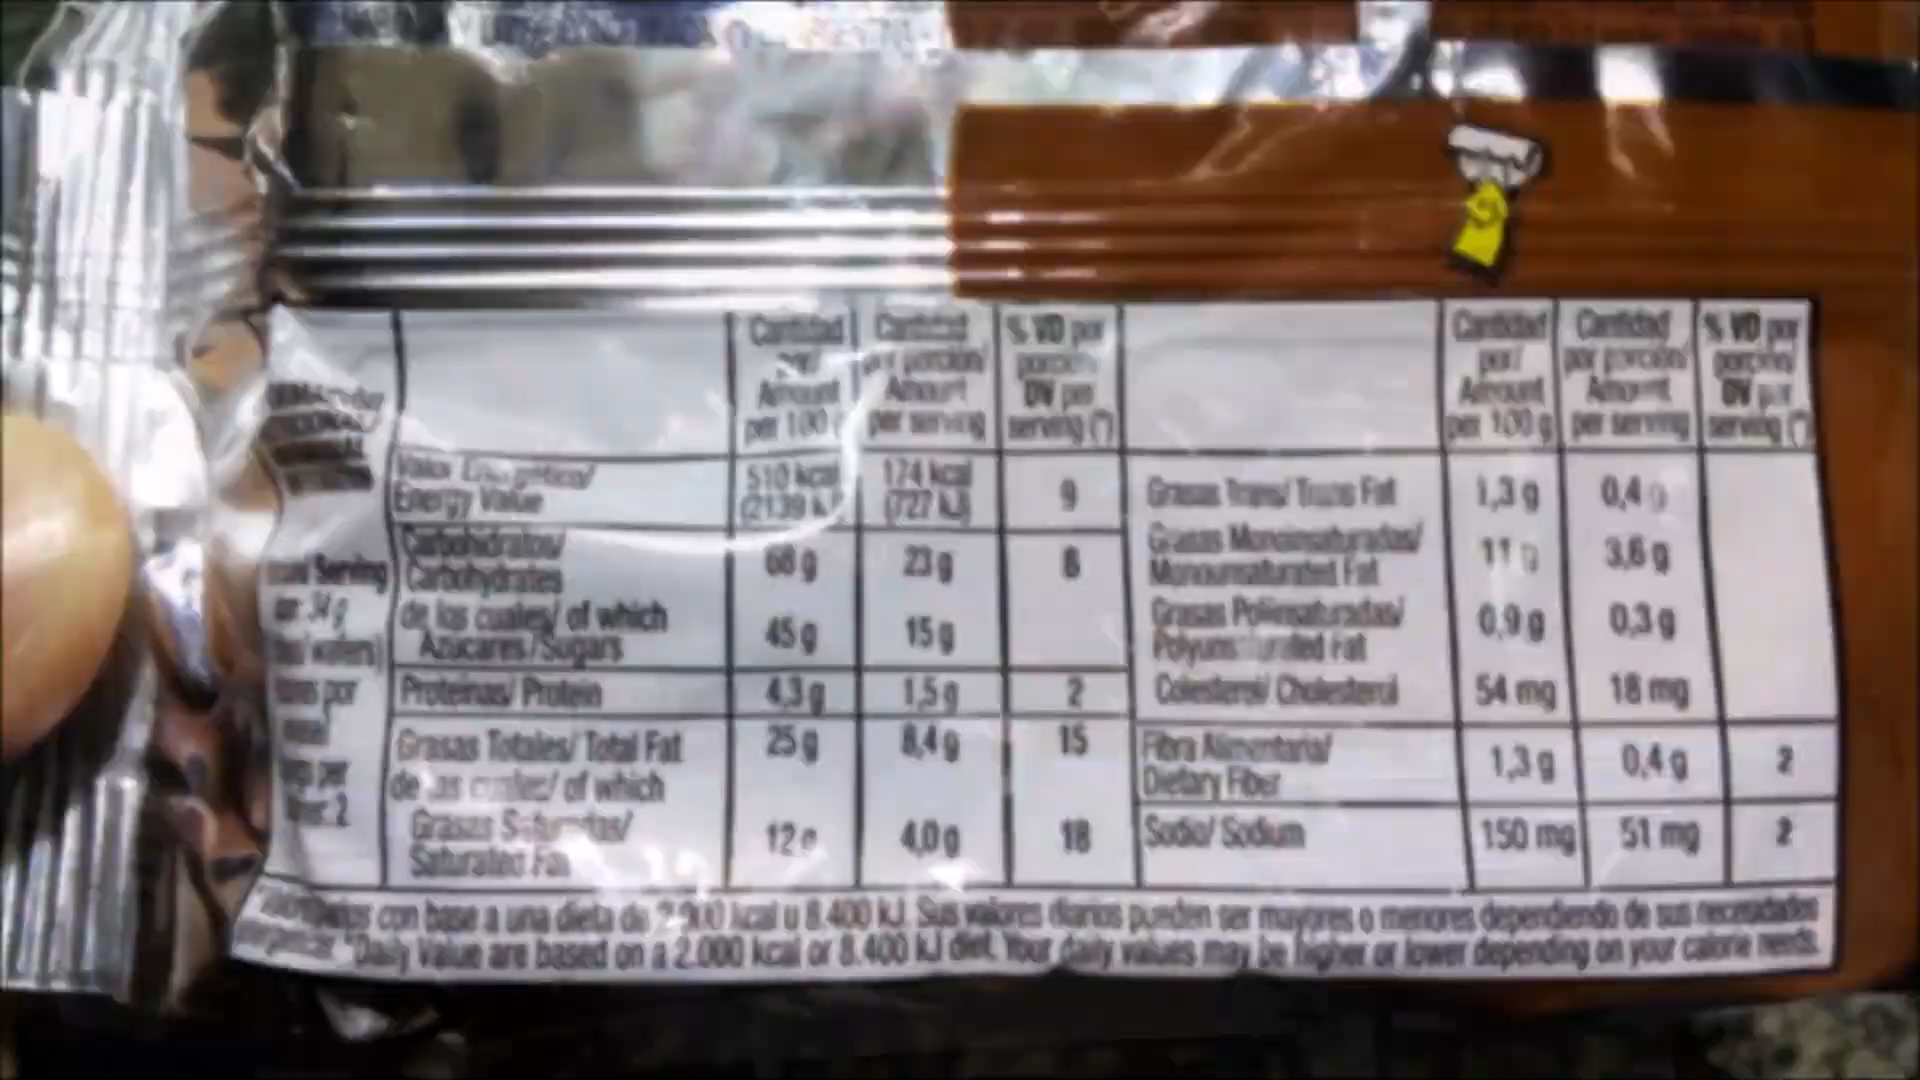 Cantidad por/ Amount per 100 g
Cantidad por porción/ Amount per serving
% VD por porción/ DV per serving (*)
Valor Energético/ Energy Value 510 kcal (2139 kJ) 174 kcal (727 kJ) 9
Carbohidratos/ Carbohydrates 68 g 23 g 8
de los cuales/ of which
Azúcares/Sugars 45 g 15 g
Proteínas/ Protein 4,3 g 1,5 g 2
Grasas Totales/ Total Fat 25 g 8,4 g 15
de las cuales/ of which
Grasas Saturadas/ Saturated Fat 12 g 4,0 g 18
Serving
34 g
por
per
2
Cantidad por/ Amount per 100 g
Cantidad por porción/ Amount per serving
% VD por porción/ DV per serving (*)
Grasas Trans/ Trans Fat 1,3 g 0,4 g
Grasas Monoinsaturadas/ Monounsaturated Fat 11 g 3,6 g
Grasas Poliinsaturadas/ Polyunsaturated Fat 0,9 g 0,3 g
Colesterol/ Cholesterol 54 mg 18 mg
Fibra Alimentaria/ Dietary Fiber 1,3 g 0,4 g 2
Sodio/ Sodium 150 mg 51 mg 2
con base a una dieta de 2.000 kcal u 8.400 kJ. Sus valores diarios pueden ser mayores o menores dependiendo de sus necesidades
*Daily Value are based on a 2.000 kcal or 8.400 kJ diet. Your daily values may be higher or lower depending on your calorie needs.